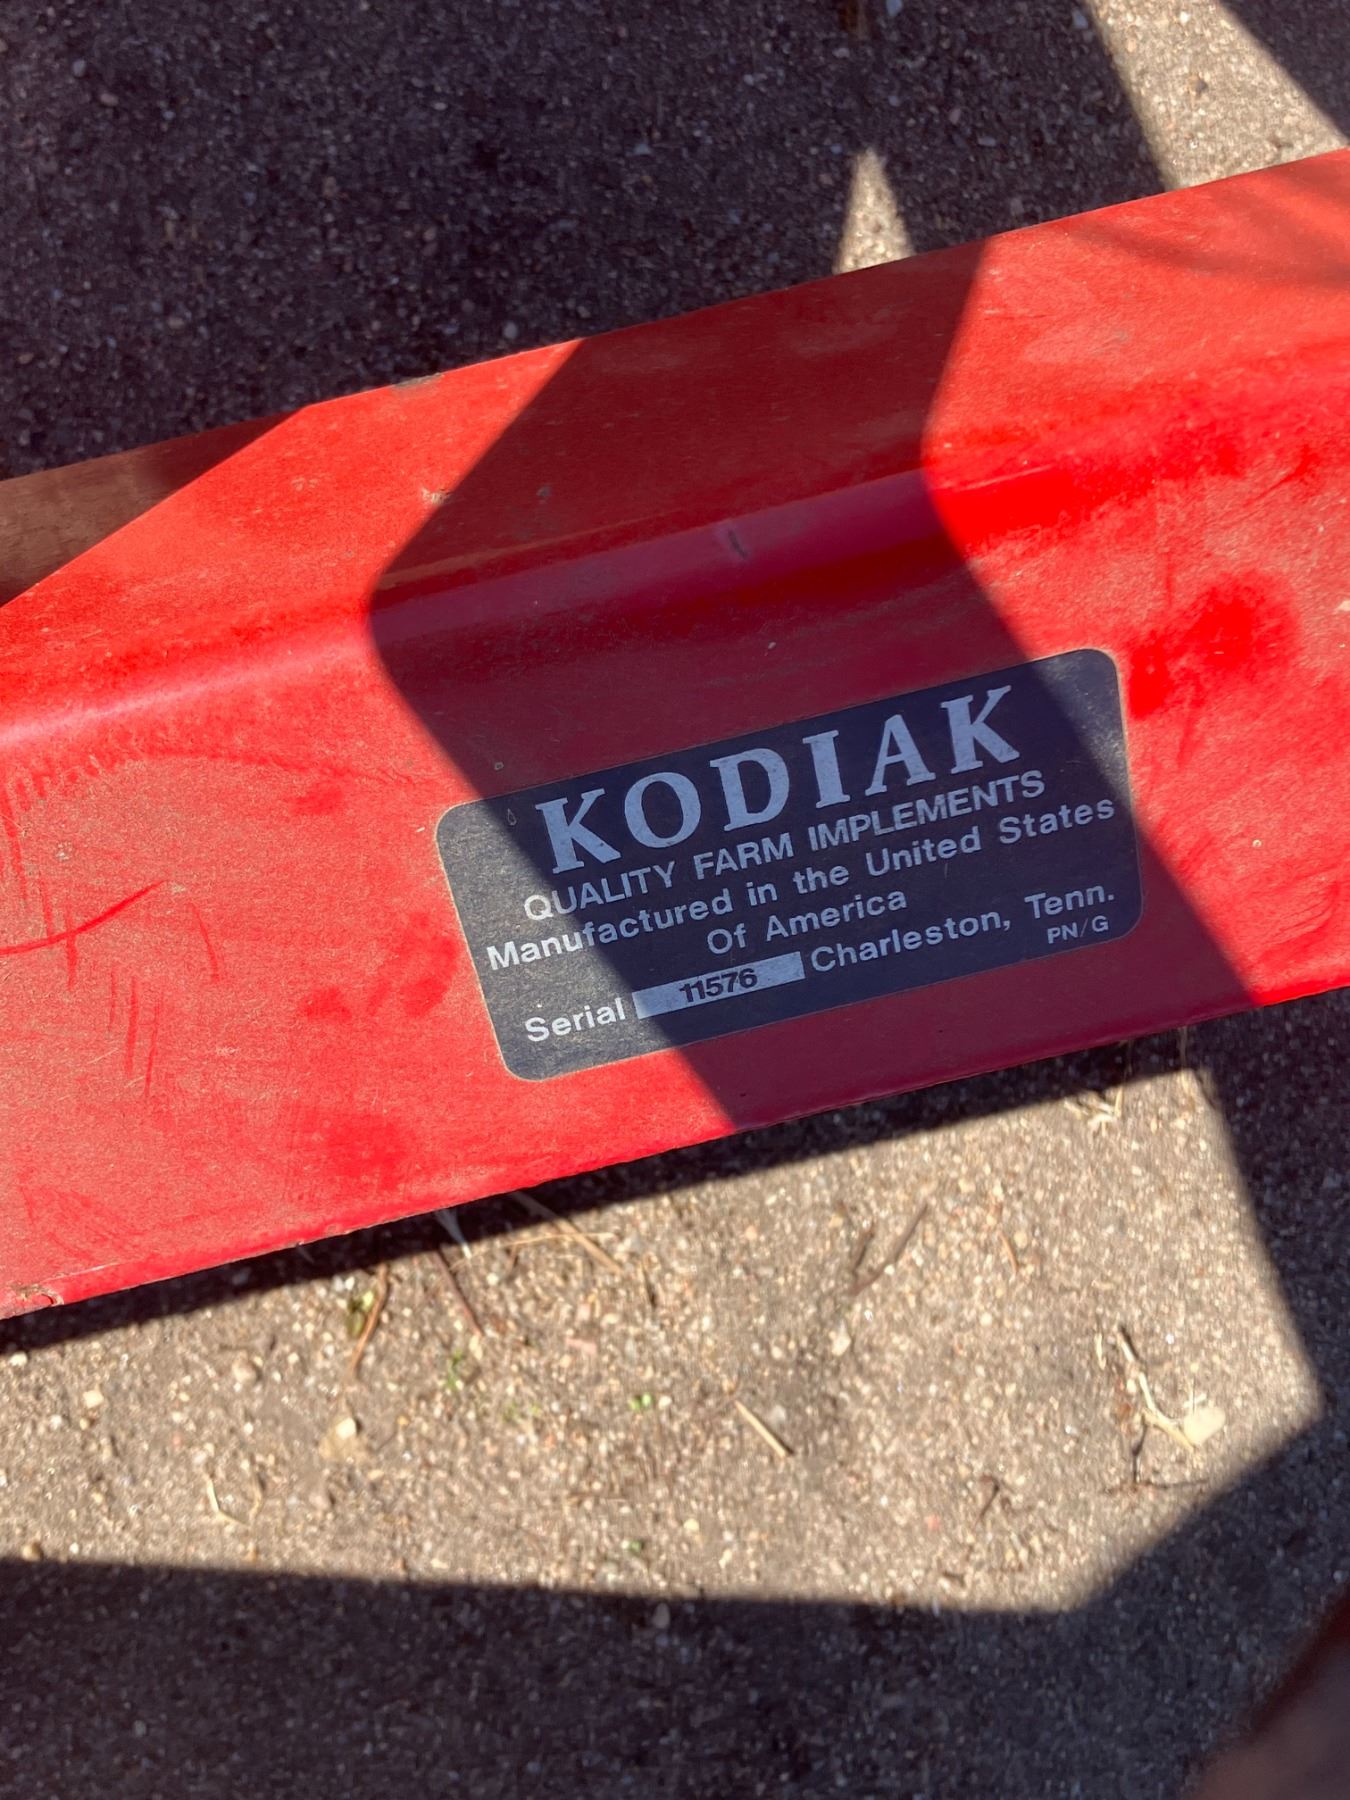 KODIAK
QUALITY FARM IMPLEMENTS
Manufactured in the United States
Of America
Serial 11576 Charleston, Tenn.
PN/G